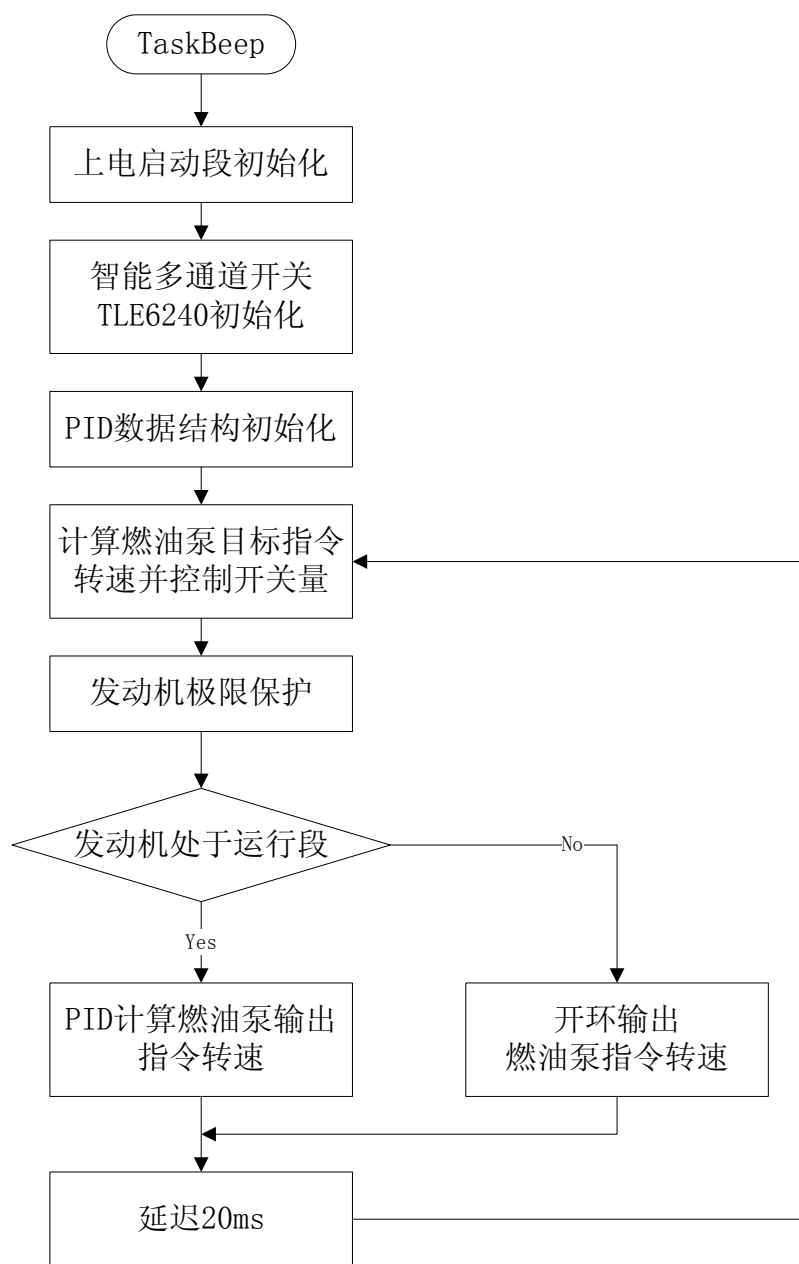 TaskBeep
上电启动段初始化
智能多通道开关
TLE6240初始化
PID数据结构初始化
计算燃油泵目标指令
转速并控制开关量
发动机极限保护
发动机处于运行段
No
Yes
PID计算燃油泵输出
指令转速
开环输出
燃油泵指令转速
延迟20ms